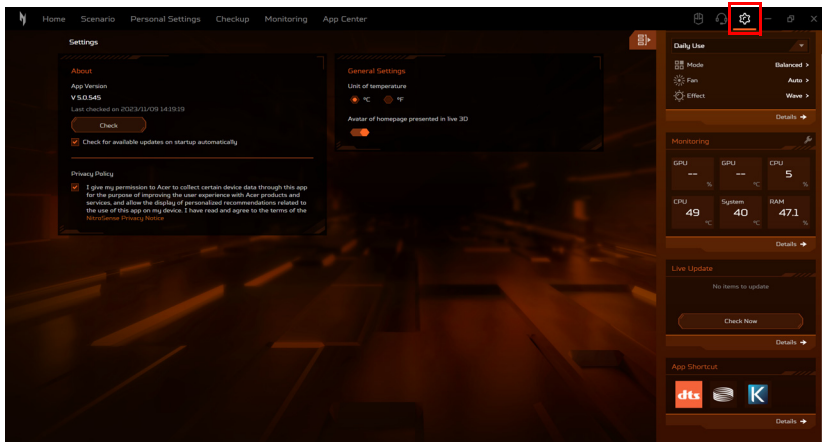 Home Scenario Personal Settings Checkup Monitoring App Center
Settings
About
App Version
V 5.0.545
Last checked on 2023/11/09 14:19:19
Check
Check for available updates on startup automatically
Privacy Policy
I give my permission to Acer to collect certain device data through this app
for the purpose of improving the user experience with Acer products and
services, and allow the display of personalized recommendations related to
the use of this app on my device. I have read and agree to the terms of the
NitroSense Privacy Notice
General Settings
Unit of temperature
°C °F
Avatar of homepage presented in live 3D
Daily Use
Mode Balanced >
Fan Auto >
Effect Wave >
Details →
Monitoring
GPU GPU CPU
-- -- 5
% °C %
CPU System RAM
49 40 47.1
°C °C %
Details →
Live Update
No items to update
Check Now
Details →
App Shortcut
dts K
Details →